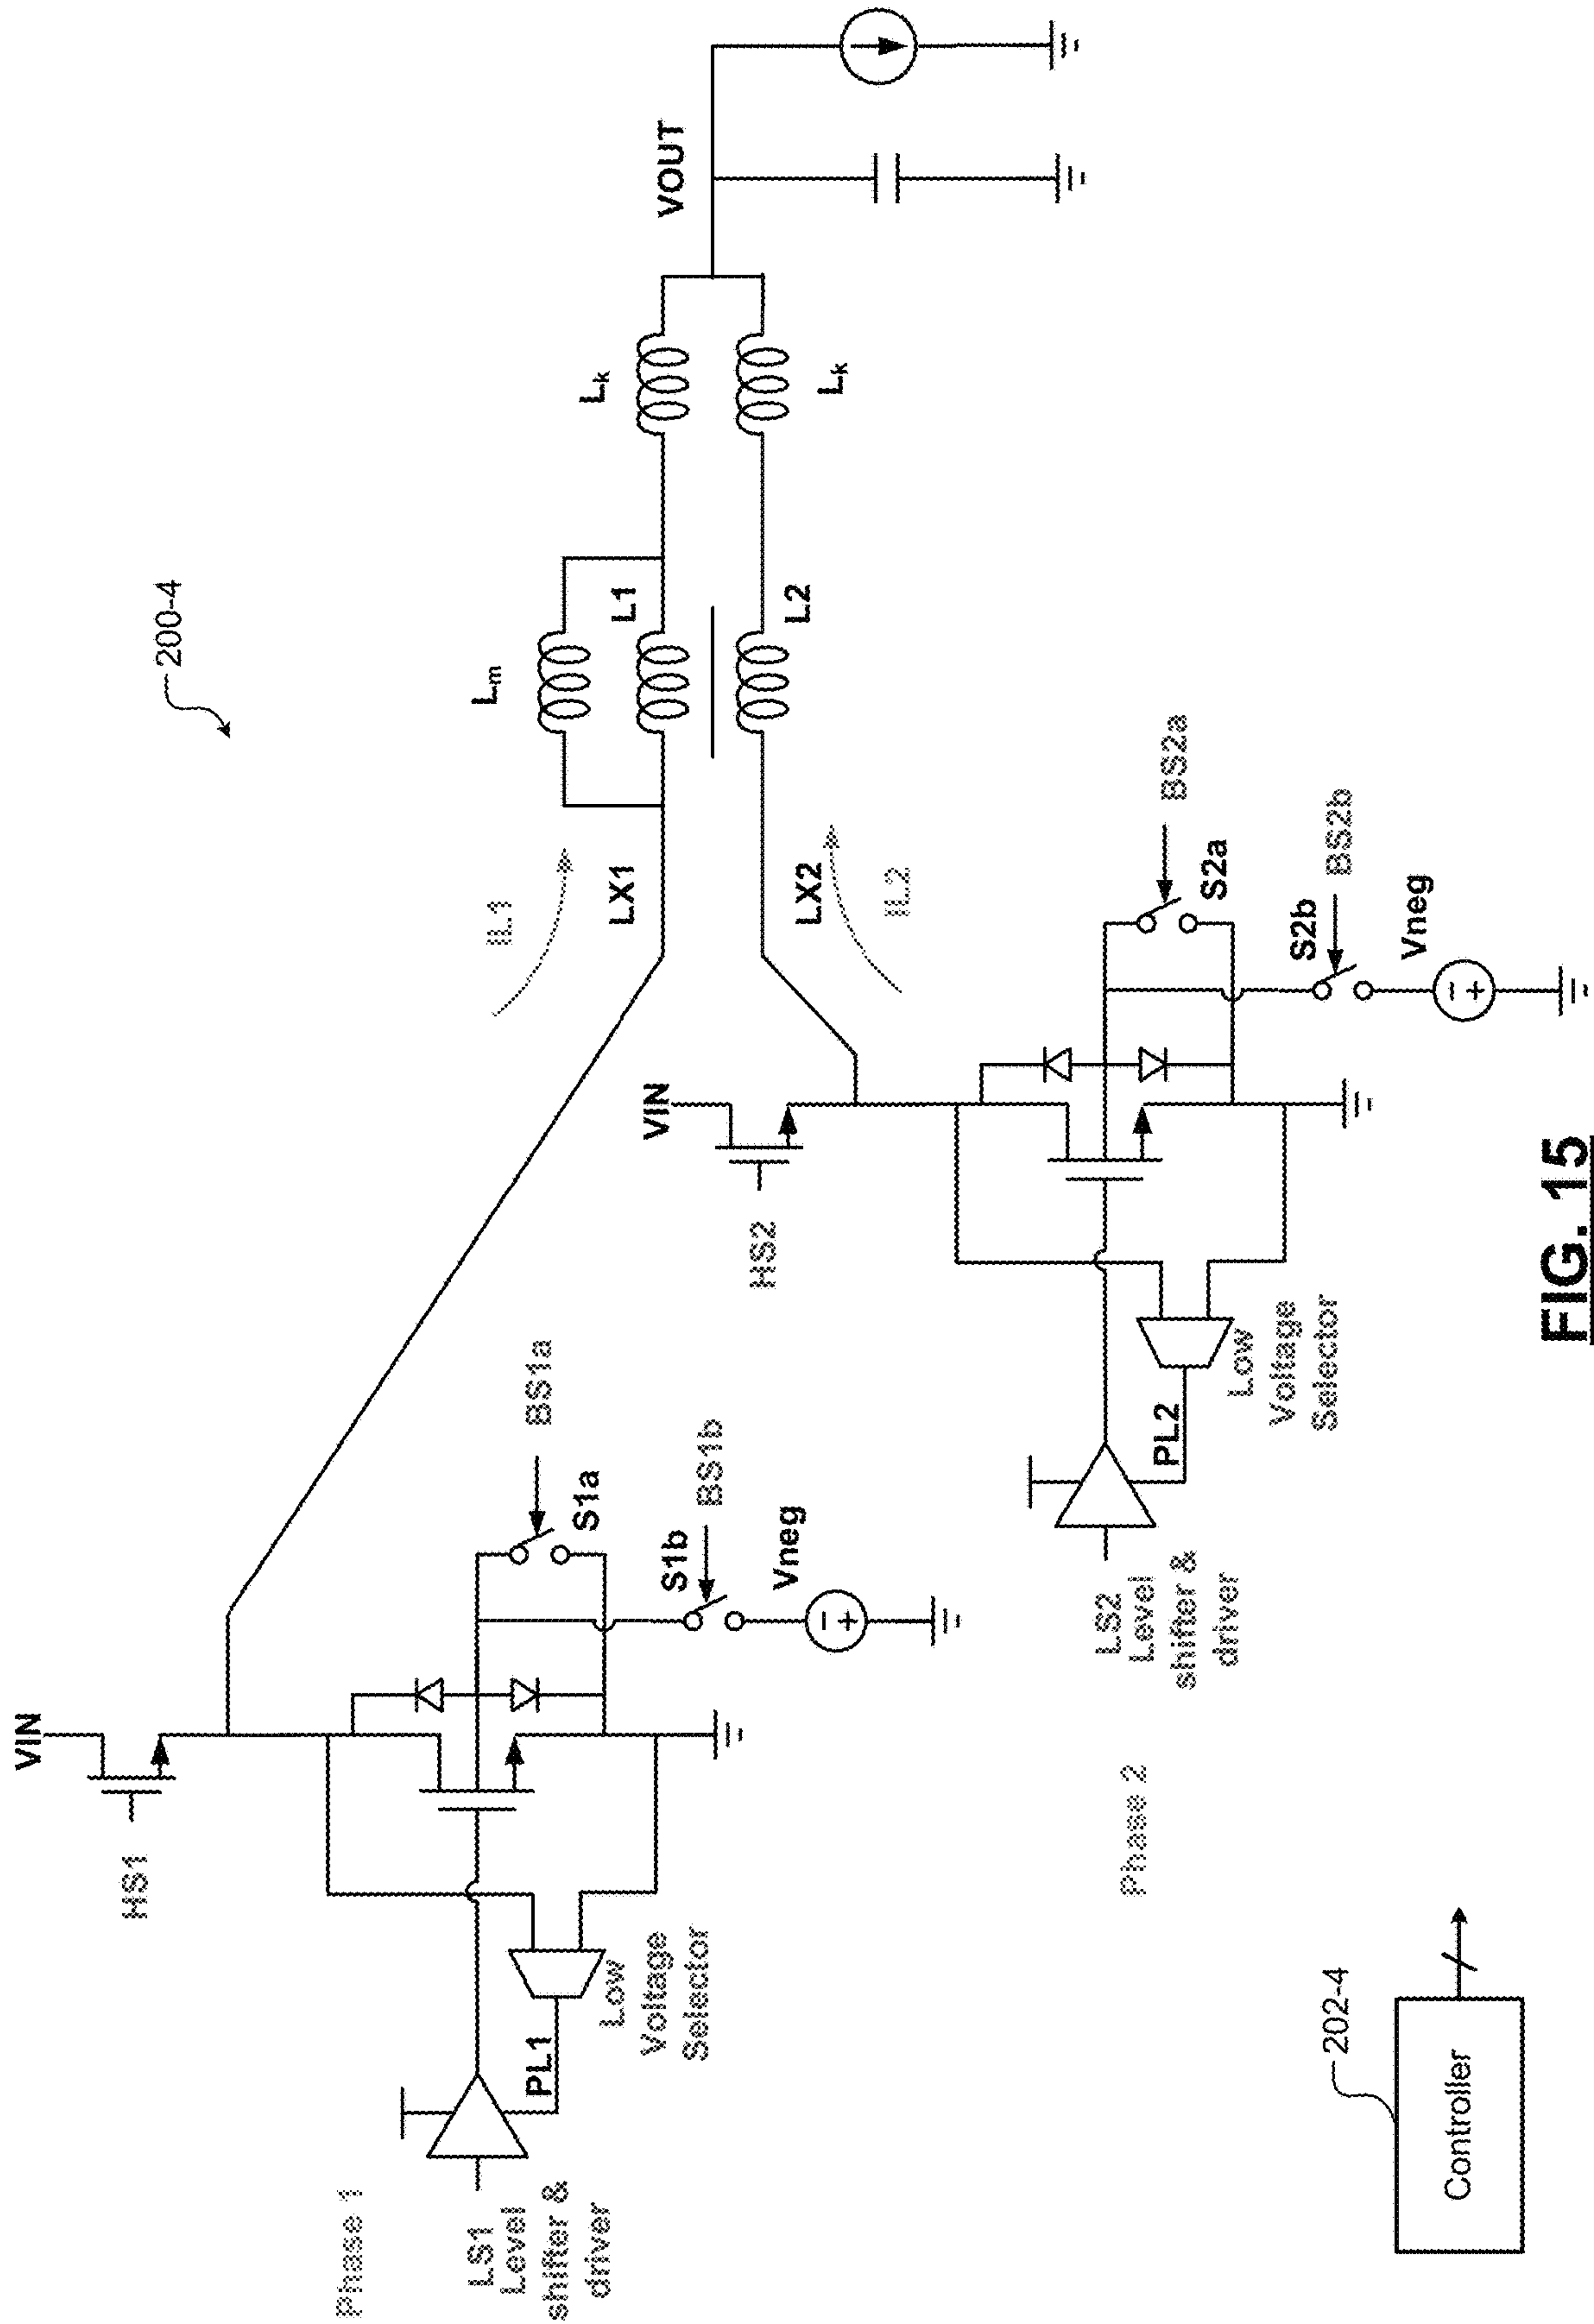 200-4
VIN
HS1
Phase 1
LS1
Level
shifter &
driver
PL1
Low
Voltage
Selector
BS1a
S1a
S1b
BS1b
Vneg
IL1
LX1
Lm
L1
Lk
VOUT
L2
Lk
LX2
IL2
VIN
HS2
Phase 2
LS2
Level
shifter &
driver
PL2
Low
Voltage
Selector
BS2a
S2a
S2b
BS2b
Vneg
202-4
Controller
FIG. 15